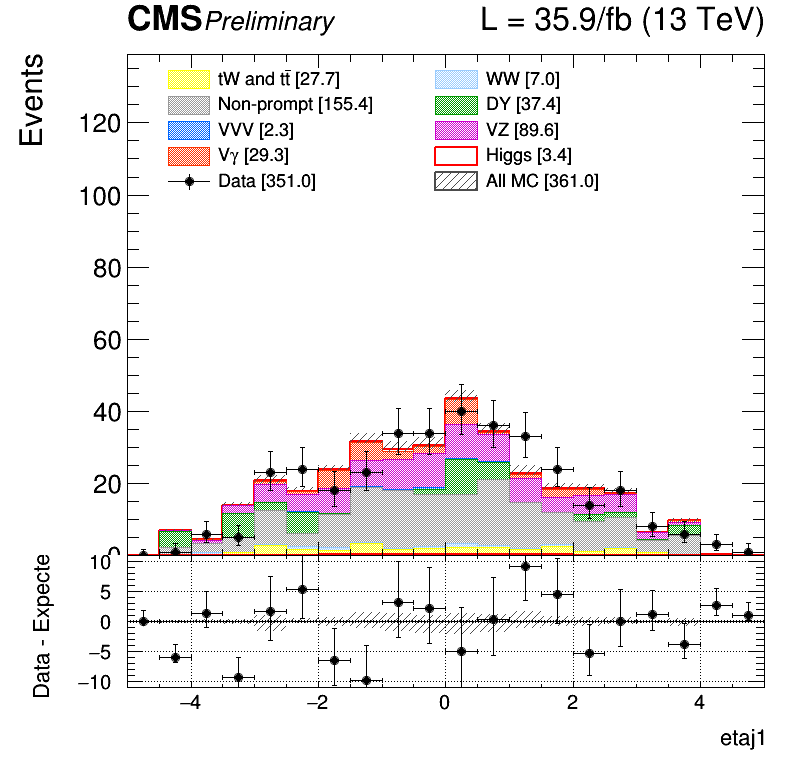 CMS Preliminary L = 35.9/fb (13 TeV)
Events
tW and tt̄ [27.7] WW [7.0]
Non-prompt [155.4] DY [37.4]
VVV [2.3] VZ [89.6]
Vγ [29.3] Higgs [3.4]
Data [351.0] All MC [361.0]
120
100
80
60
40
20
0
Data - Expecte
10
5
0
−5
−10
−4 −2 0 2 4
etaj1